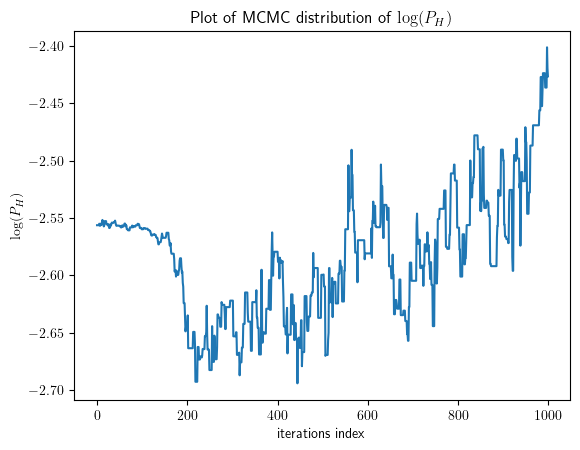 Plot of MCMC distribution of log(P_H)
−2.40
−2.45
−2.50
−2.55
−2.60
−2.65
−2.70
log(P_H)
0 200 400 600 800 1000
iterations index